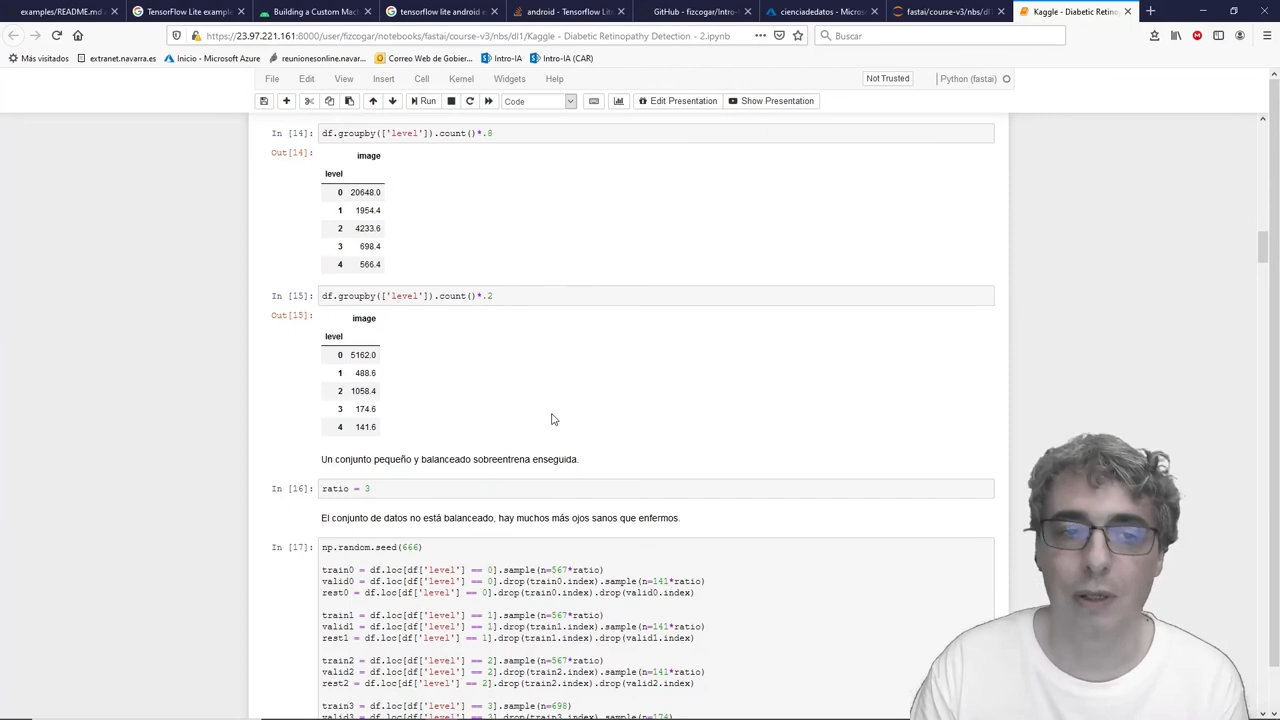 examples/README.md a
TensorFlow Lite example
Building a Custom Machi
tensorflow lite android e
android - TensorFlow Lit
GitHub - fizcogar/Intro-I
cienciadedatos - Microso
fastai/course-v3/nbs/dl1
Kaggle - Diabetic Retino
https://23.97.221.161:8000/user/fizcogar/notebooks/fastai/course-v3/nbs/dl1/Kaggle - Diabetic Retinopathy Detection - 2.ipynb
Buscar
Más visitados
extranet.navarra.es
Inicio - Microsoft Azure
reunionesonline.navar...
Correo Web de Gobier...
Intro-IA
Intro-IA (CAR)
File Edit View Insert Cell Kernel Widgets Help
Not Trusted
Python (fastai)
Run
Code
Edit Presentation
Show Presentation
In [14]: df.groupby(['level']).count()*.8
Out[14]:
image
level
0 20648.0
1 1954.4
2 4233.6
3 698.4
4 566.4
In [15]: df.groupby(['level']).count()*.2
Out[15]:
image
level
0 5162.0
1 488.6
2 1058.4
3 174.6
4 141.6
Un conjunto pequeño y balanceado sobreentrena enseguida.
In [16]: ratio = 3
El conjunto de datos no está balanceado, hay muchos más ojos sanos que enfermos.
In [17]: np.random.seed(666)
train0 = df.loc[df['level'] == 0].sample(n=567*ratio)
valid0 = df.loc[df['level'] == 0].drop(train0.index).sample(n=141*ratio)
rest0 = df.loc[df['level'] == 0].drop(train0.index).drop(valid0.index)
train1 = df.loc[df['level'] == 1].sample(n=567*ratio)
valid1 = df.loc[df['level'] == 1].drop(train1.index).sample(n=141*ratio)
rest1 = df.loc[df['level'] == 1].drop(train1.index).drop(valid1.index)
train2 = df.loc[df['level'] == 2].sample(n=567*ratio)
valid2 = df.loc[df['level'] == 2].drop(train2.index).sample(n=141*ratio)
rest2 = df.loc[df['level'] == 2].drop(train2.index).drop(valid2.index)
train3 = df.loc[df['level'] == 3].sample(n=698)
valid3 = df.loc[df['level'] == 3].drop(train3.index).sample(n=174)